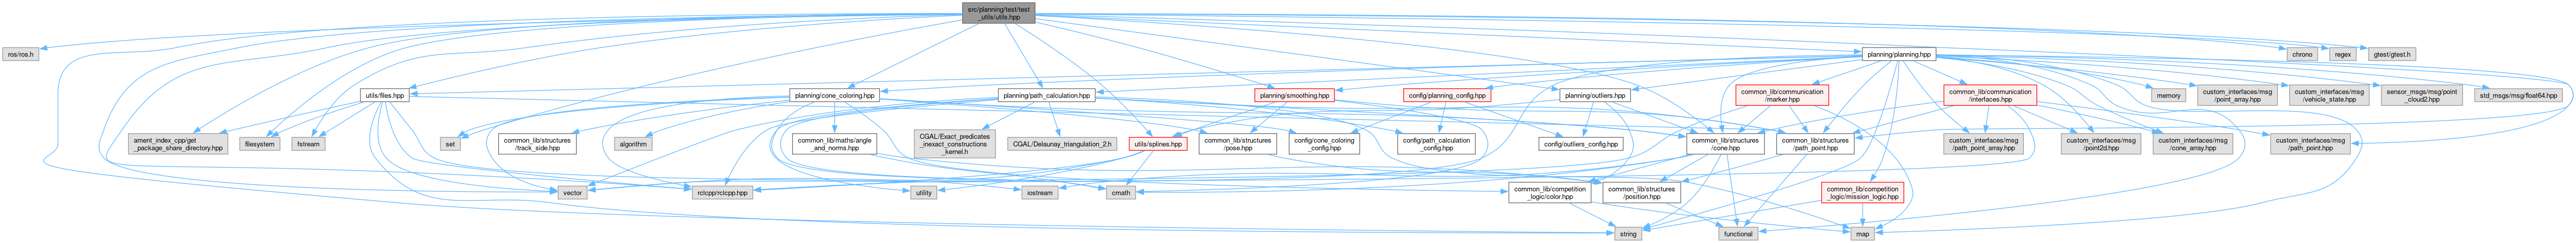 src/planning/test/test
_utils/utils.hpp
ros/ros.h
planning/planning.hpp
chrono
regex
gtest/gtest.h
utils/files.hpp
planning/cone_coloring.hpp
planning/path_calculation.hpp
planning/smoothing.hpp
config/planning_config.hpp
planning/outliers.hpp
common_lib/communication
/marker.hpp
common_lib/communication
/interfaces.hpp
memory
custom_interfaces/msg
/point_array.hpp
custom_interfaces/msg
/vehicle_state.hpp
sensor_msgs/msg/point
_cloud2.hpp
std_msgs/msg/float64.hpp
ament_index_cpp/get
_package_share_directory.hpp
filesystem
fstream
set
common_lib/structures
/track_side.hpp
algorithm
common_lib/maths/angle
_and_norms.hpp
CGAL/Exact_predicates
_inexact_constructions
_kernel.h
CGAL/Delaunay_triangulation_2.h
utils/splines.hpp
common_lib/structures
/pose.hpp
config/cone_coloring
_config.hpp
config/path_calculation
_config.hpp
config/outliers_config.hpp
common_lib/structures
/cone.hpp
common_lib/structures
/path_point.hpp
custom_interfaces/msg
/path_point_array.hpp
custom_interfaces/msg
/point2d.hpp
custom_interfaces/msg
/cone_array.hpp
custom_interfaces/msg
/path_point.hpp
vector
rclcpp/rclcpp.hpp
utility
iostream
cmath
common_lib/competition
_logic/color.hpp
common_lib/structures
/position.hpp
common_lib/competition
_logic/mission_logic.hpp
string
functional
map